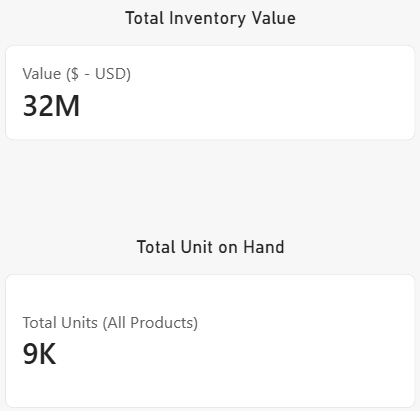 Total Inventory Value
Value ($ - USD)
32M
Total Unit on Hand
Total Units (All Products)
9K